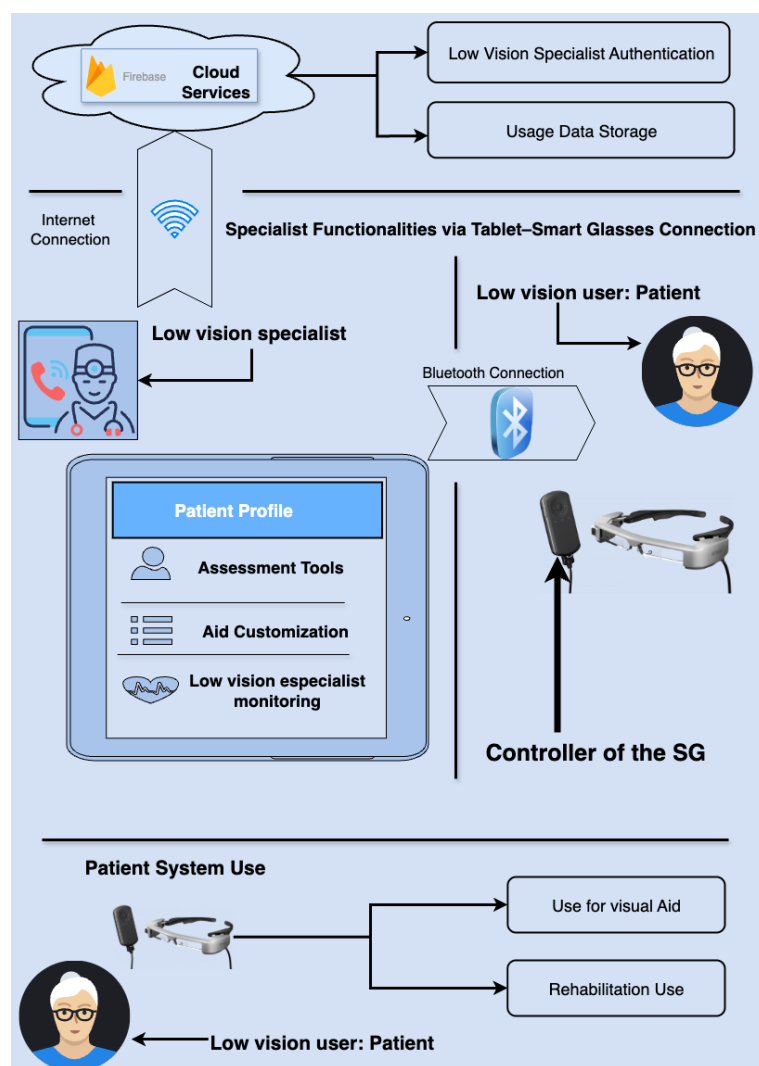 Firebase
Cloud
Services
Low Vision Specialist Authentication
Usage Data Storage
Internet
Connection
Specialist Functionalities via Tablet–Smart Glasses Connection
Low vision user: Patient
Low vision specialist
Bluetooth Connection
Patient Profile
Assessment Tools
Aid Customization
Low vision especialist
monitoring
Controller of the SG
Patient System Use
Use for visual Aid
Rehabilitation Use
Low vision user: Patient